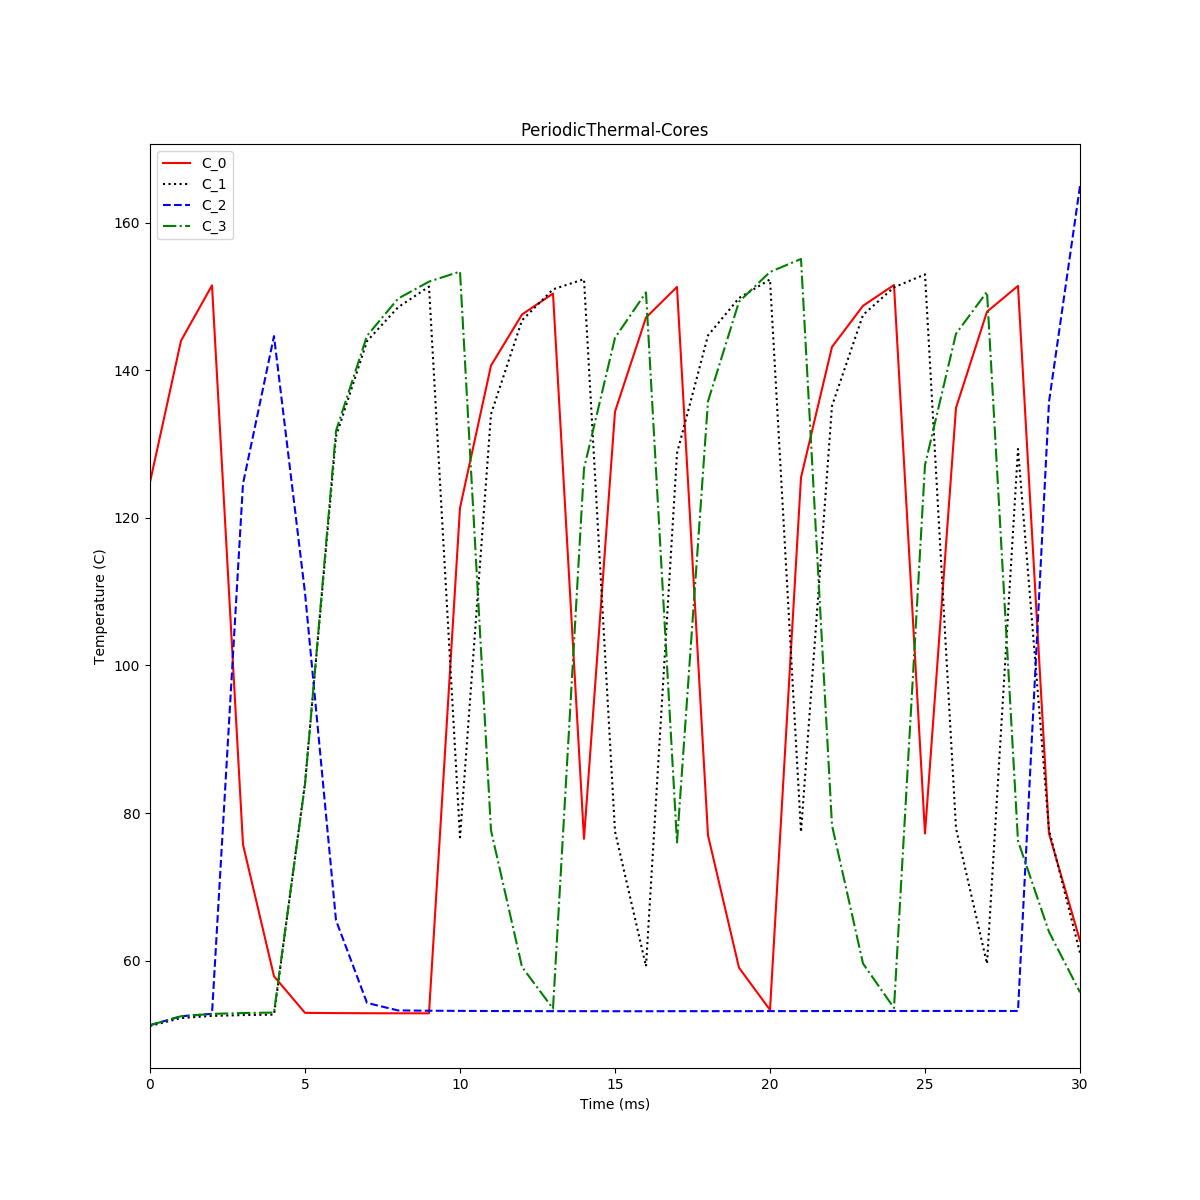 PeriodicThermal-Cores
C_0
C_1
C_2
C_3
160
140
120
100
80
60
Temperature (C)
0 5 10 15 20 25 30
Time (ms)